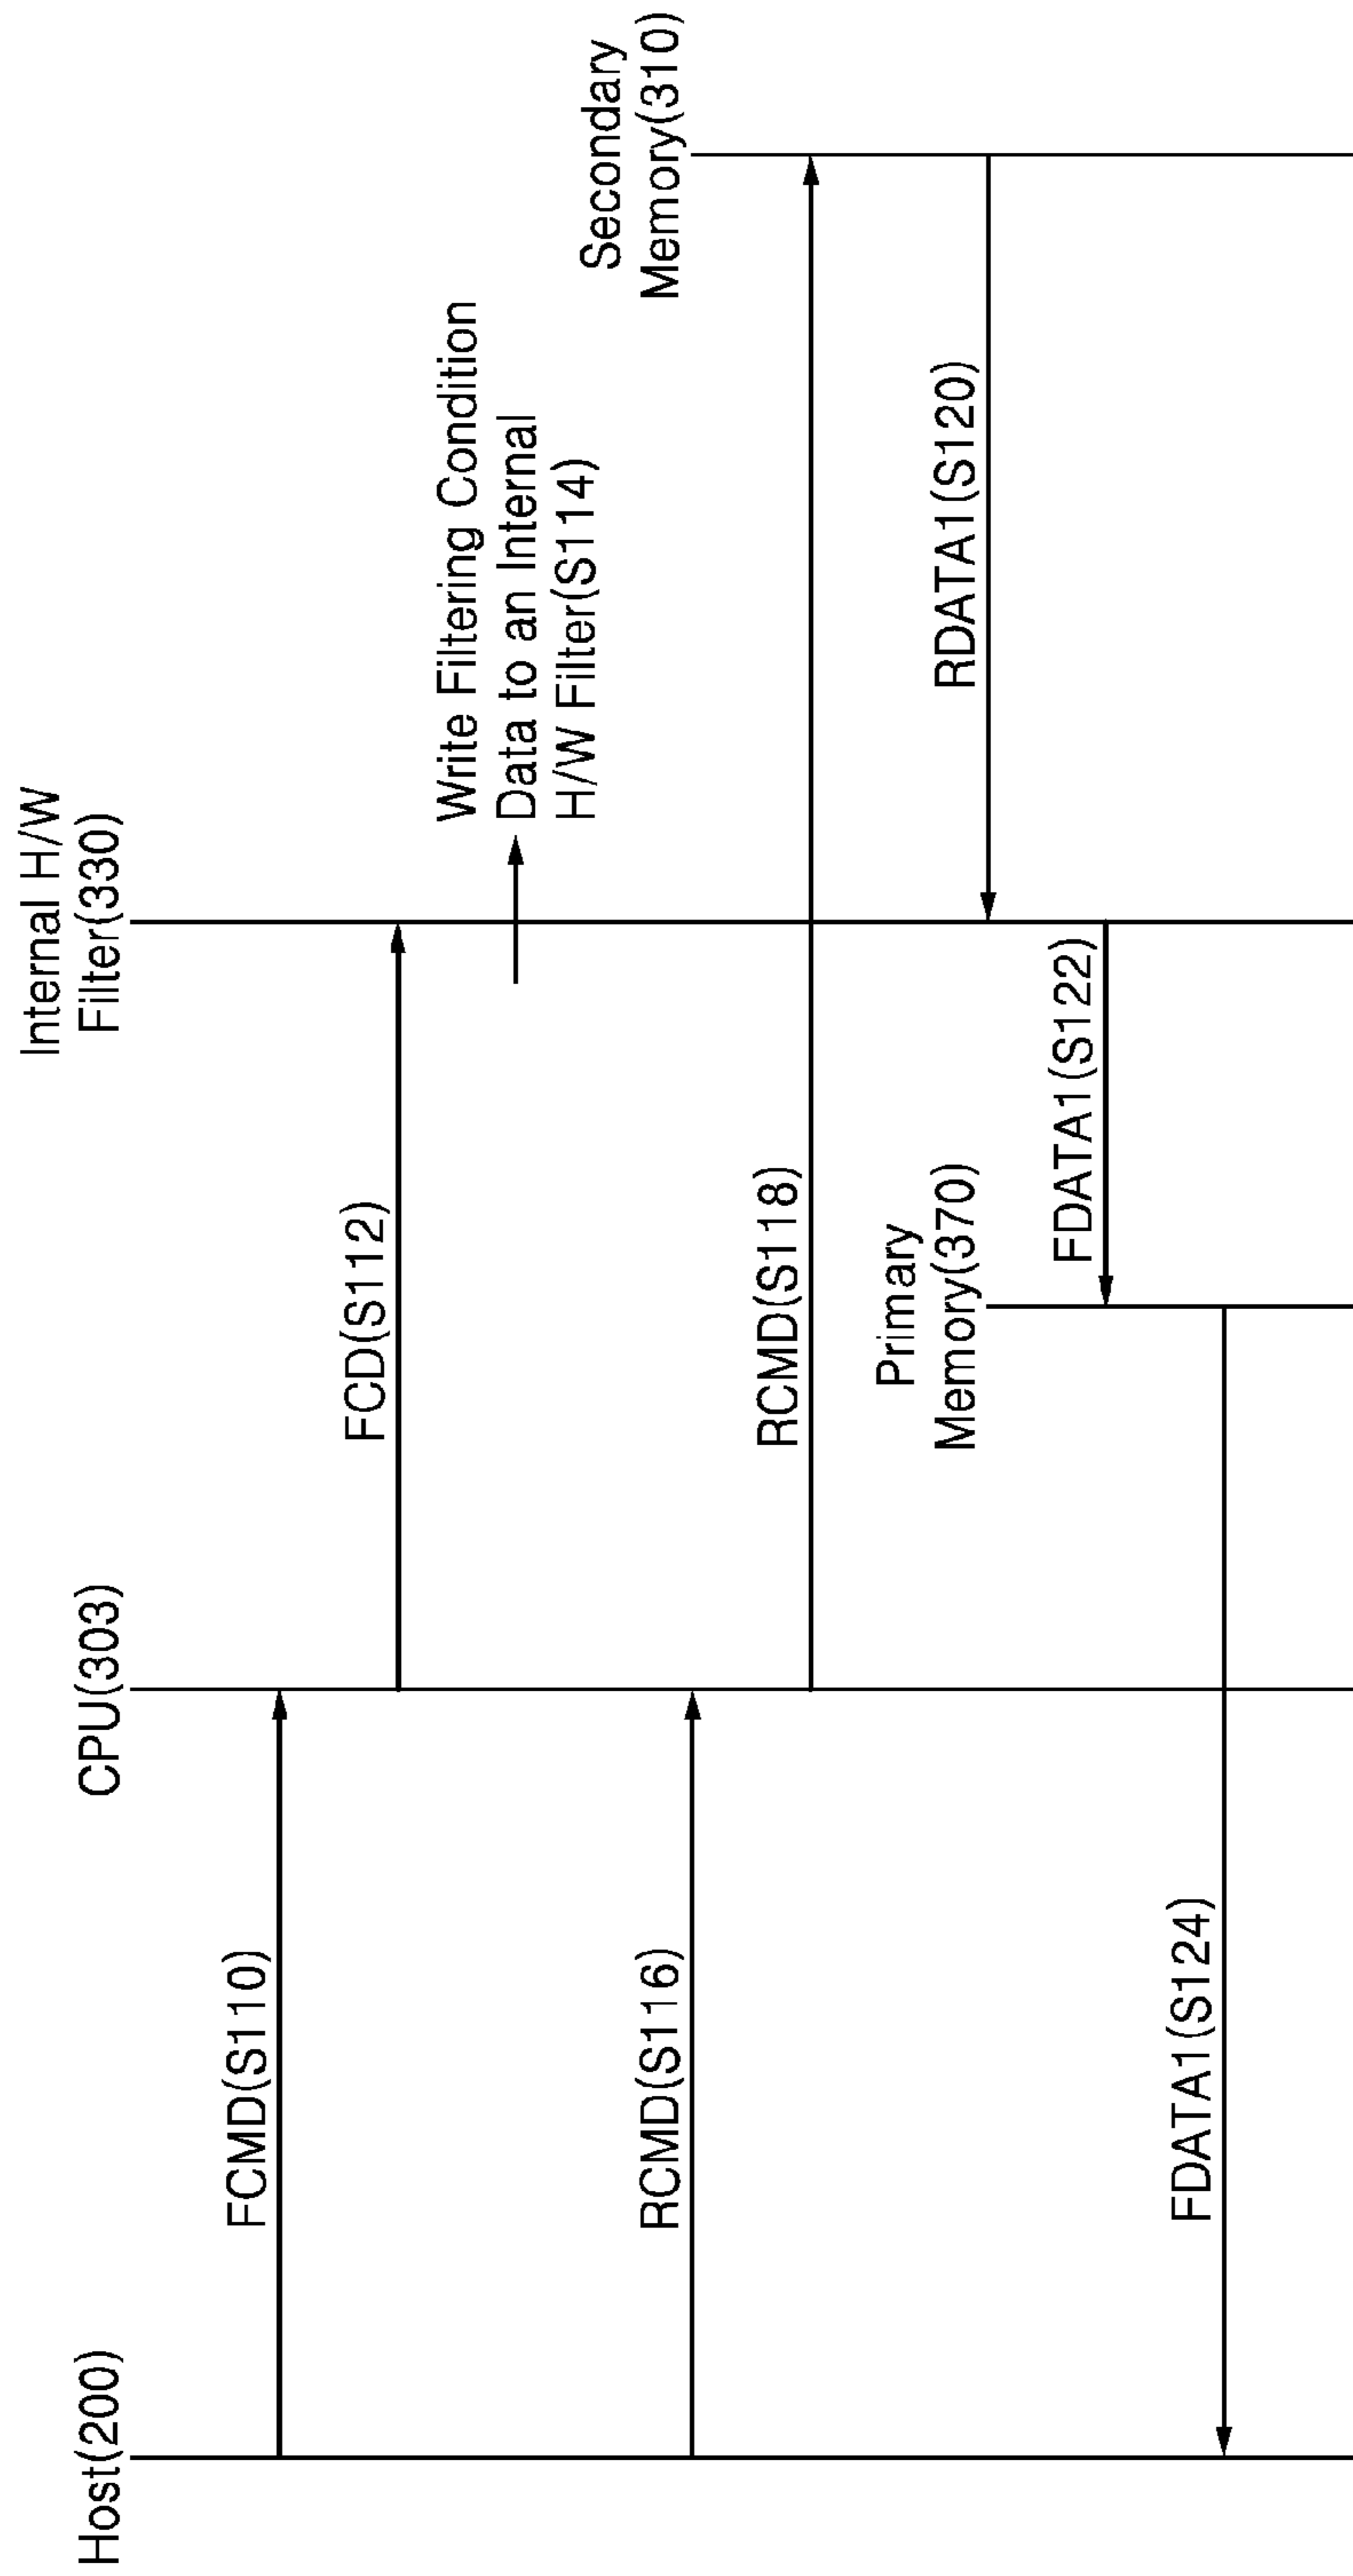 Host(200)
CPU(303)
Internal H/W
Filter(330)
FCMD(S110)
FCD(S112)
Write Filtering Condition
Data to an Internal
H/W Filter(S114)
Secondary
Memory(310)
RCMD(S116)
RCMD(S118)
Primary
Memory(370)
RDATA1(S120)
FDATA1(S122)
FDATA1(S124)